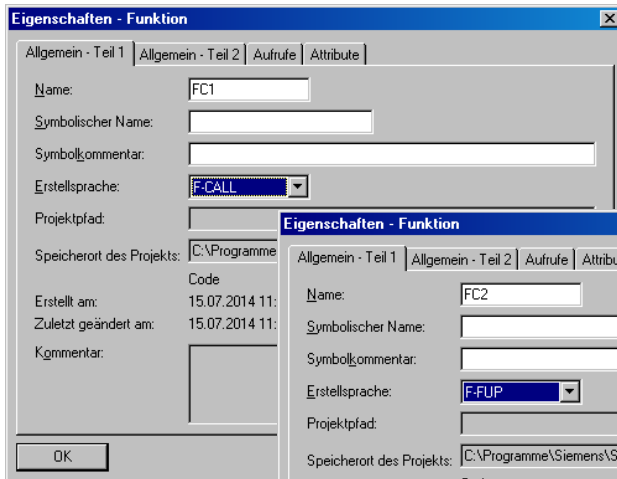 Eigenschaften - Funktion
Allgemein - Teil 1 Allgemein - Teil 2 Aufrufe Attribute
Name: FC1
Symbolischer Name:
Symbolkommentar:
Erstellsprache: F-CALL
Projektpfad:
Speicherort des Projekts: C:\Programme
Code
Erstellt am: 15.07.2014 11:
Zuletzt geändert am: 15.07.2014 11:
Kommentar:
OK
Eigenschaften - Funktion
Allgemein - Teil 1 Allgemein - Teil 2 Aufrufe Attribu
Name: FC2
Symbolischer Name:
Symbolkommentar:
Erstellsprache: F-FUP
Projektpfad:
Speicherort des Projekts: C:\Programme\Siemens\S